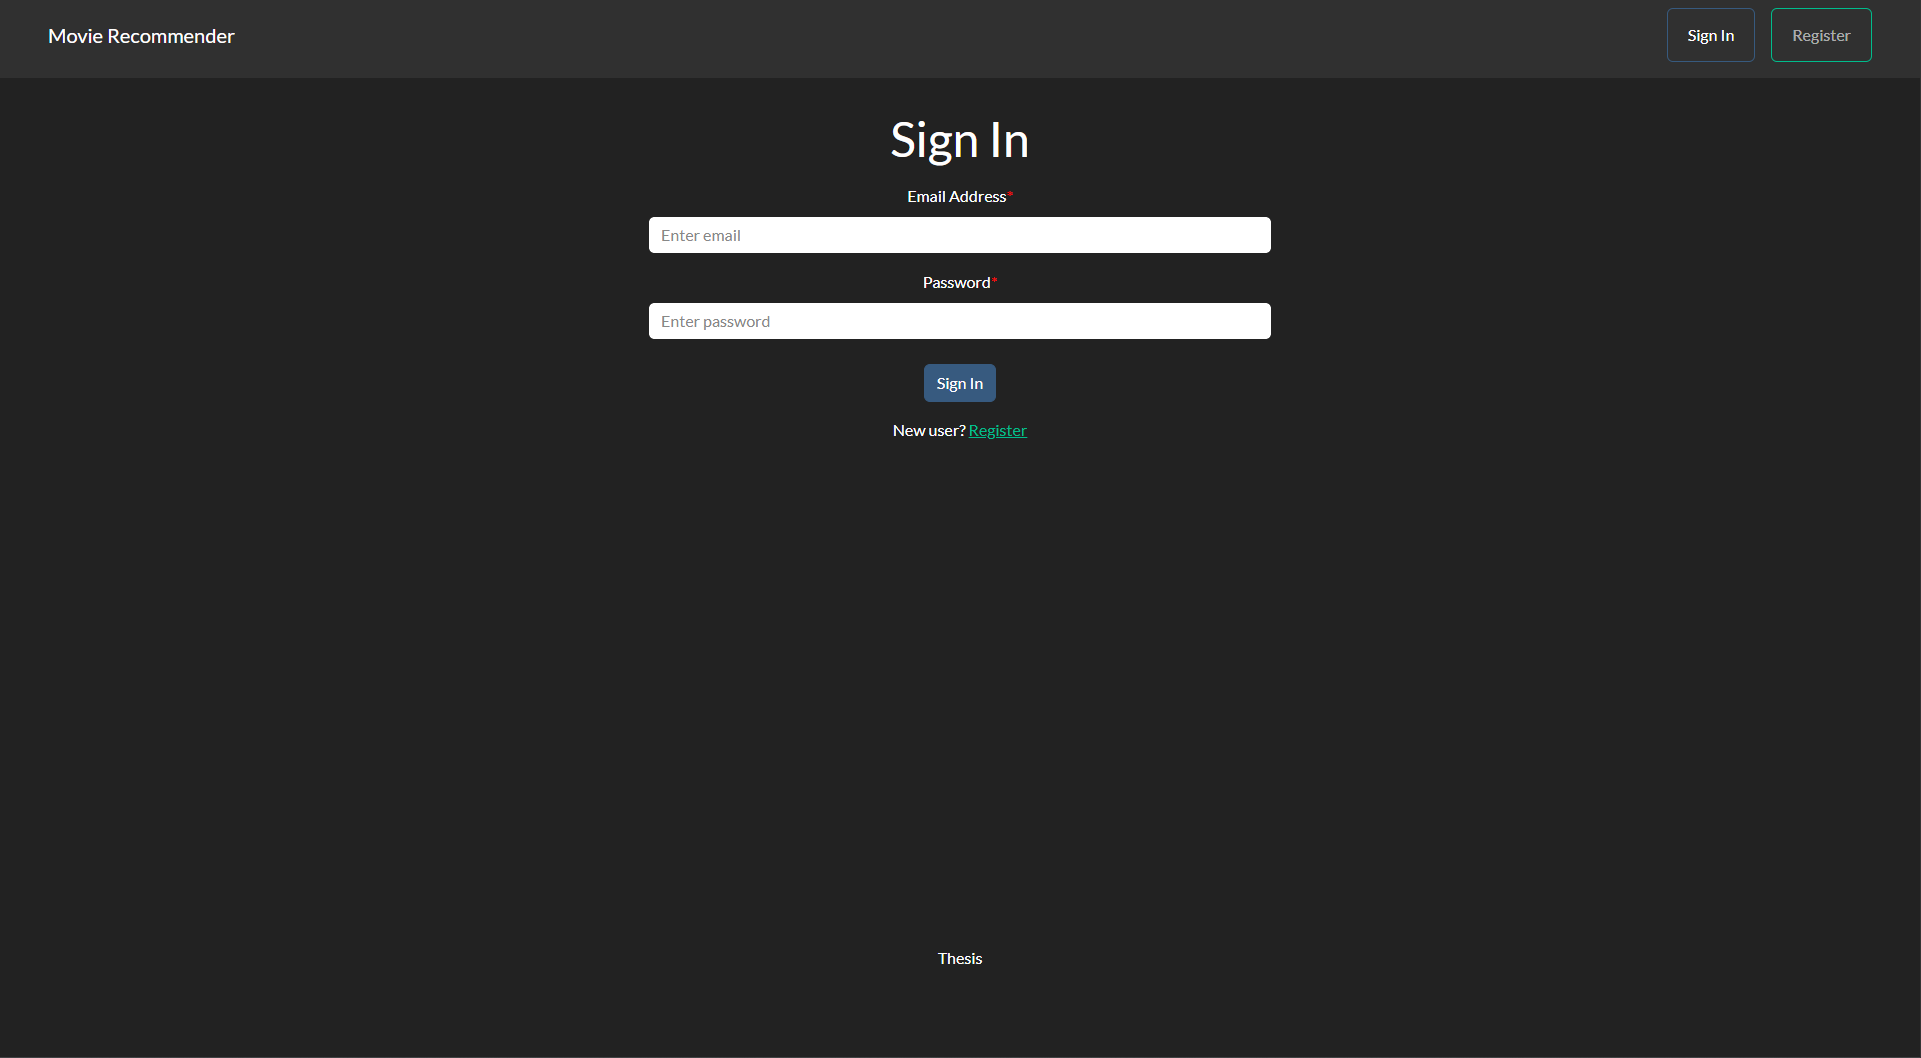 Movie Recommender
Sign In
Register
Sign In
Email Address*
Enter email
Password*
Enter password
Sign In
New user? Register
Thesis